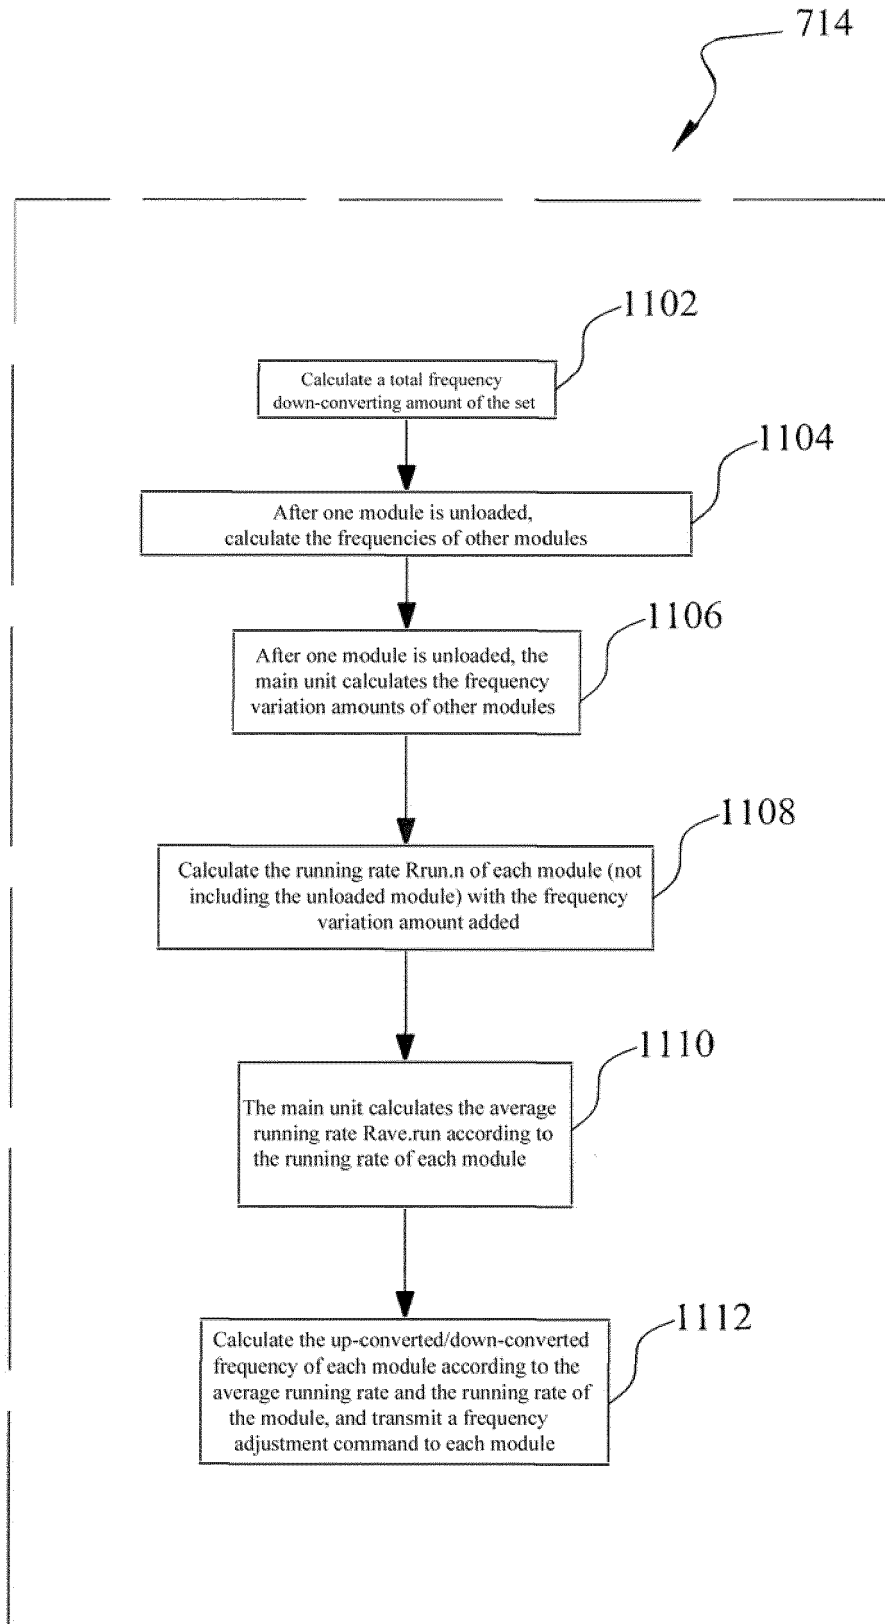 714
1102
Calculate a total frequency
down-converting amount of the set
1104
After one module is unloaded,
calculate the frequencies of other modules
1106
After one module is unloaded, the
main unit calculates the frequency
variation amounts of other modules
1108
Calculate the running rate Rrun.n of each module (not
including the unloaded module) with the frequency
variation amount added
1110
The main unit calculates the average
running rate Rave.run according to
the running rate of each module
1112
Calculate the up-converted/down-converted
frequency of each module according to the
average running rate and the running rate of
the module, and transmit a frequency
adjustment command to each module